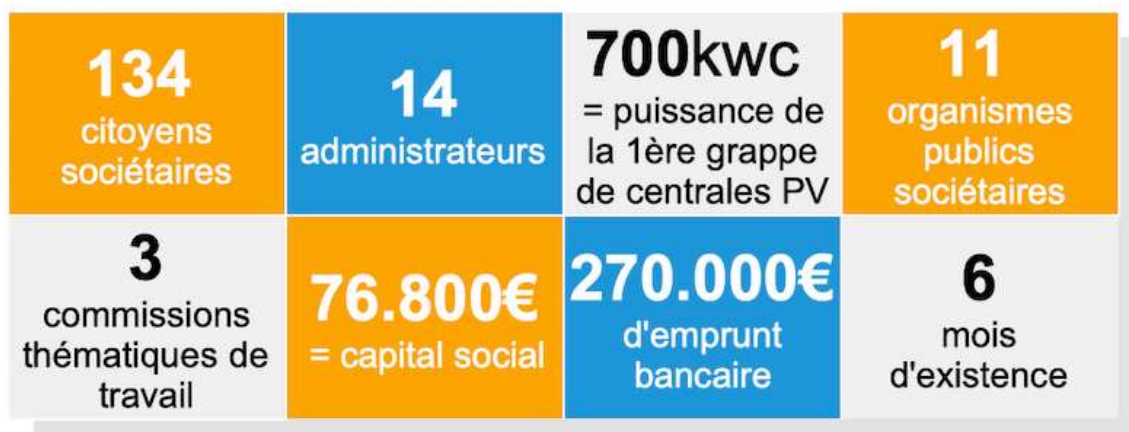 134
citoyens
sociétaires
14
administrateurs
700kwc
= puissance de
la 1ère grappe
de centrales PV
11
organismes
publics
sociétaires
3
commissions
thématiques de
travail
76.800€
= capital social
270.000€
d'emprunt
bancaire
6
mois
d'existence